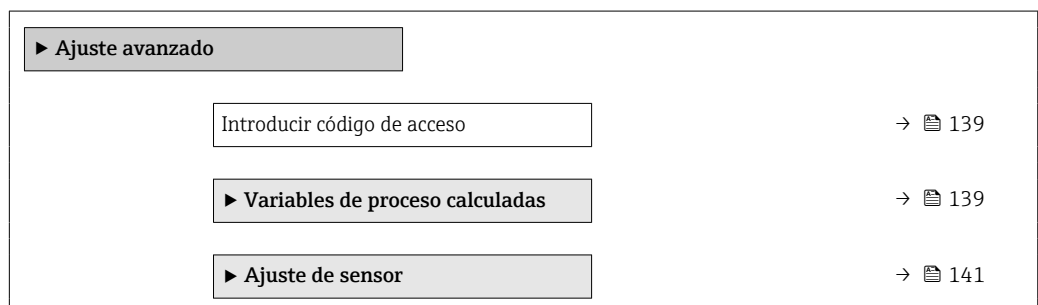 ▶ Ajuste avanzado
Introducir código de acceso → 139
▶ Variables de proceso calculadas → 139
▶ Ajuste de sensor → 141